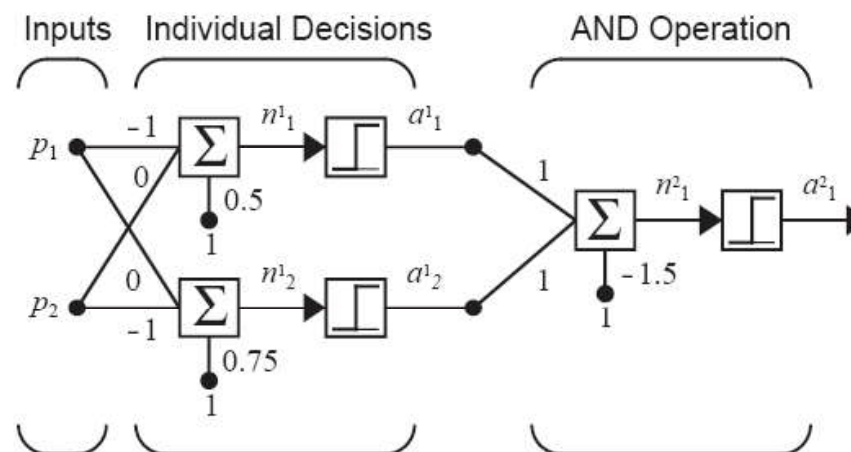 Inputs Individual Decisions AND Operation
p₁ -1 Σ n¹₁ a¹₁
0 0.5 1
1
Σ n²₁ a²₁
0 1 -1.5
p₂ -1 Σ n¹₂ a¹₂
1
0.75
1